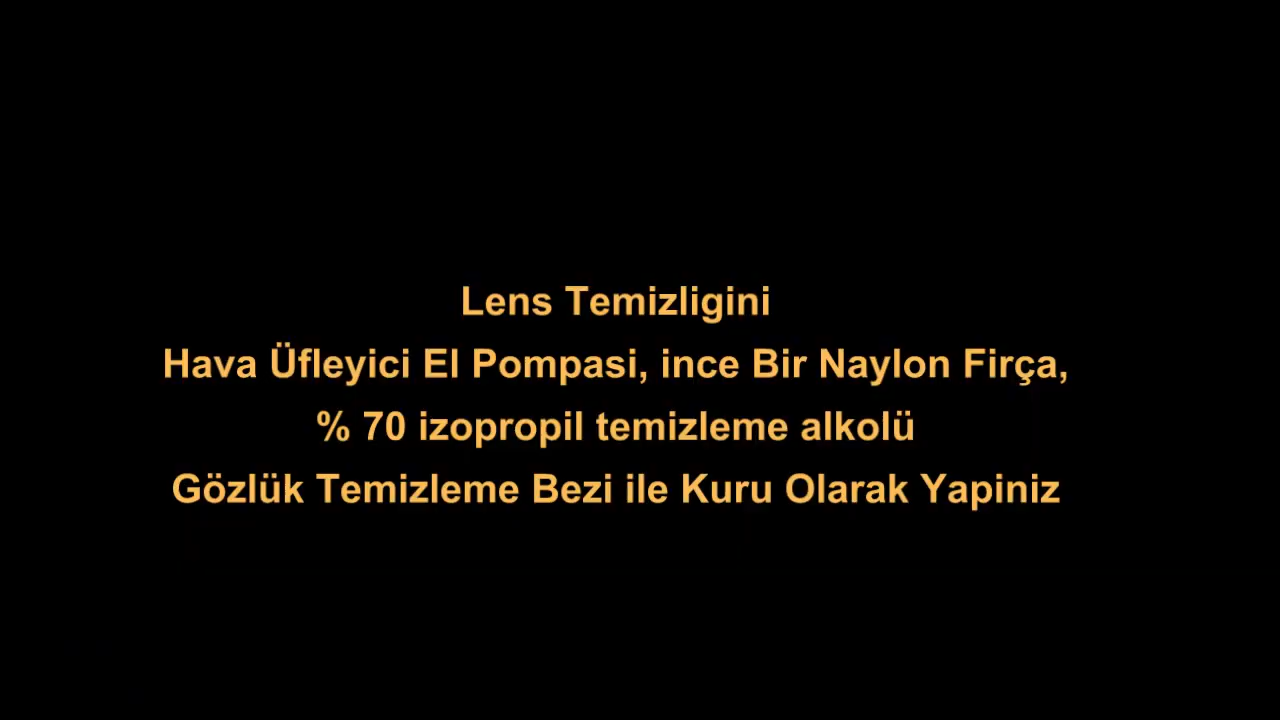 Lens Temizligini
Hava Üfleyici El Pompasi, ince Bir Naylon Firça,
% 70 izopropil temizleme alkolü
Gözlük Temizleme Bezi ile Kuru Olarak Yapiniz